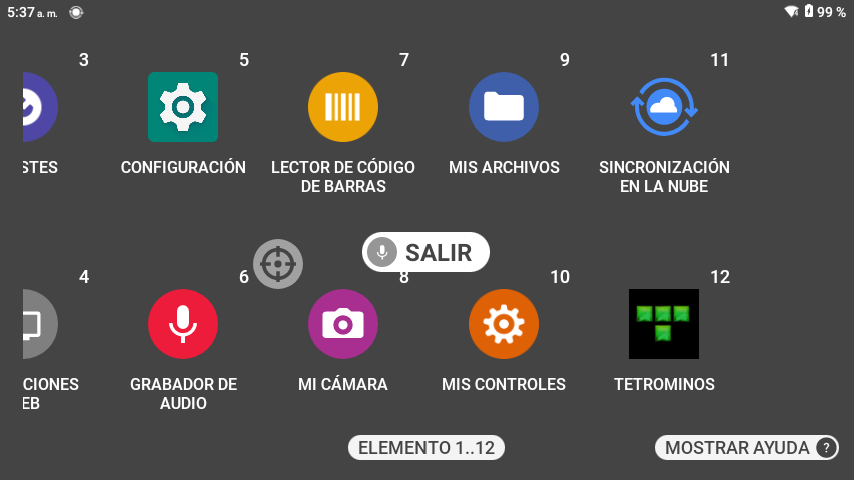 5:37 a. m.
99 %
3
5
7
9
11
STES
CONFIGURACIÓN
LECTOR DE CÓDIGO
DE BARRAS
MIS ARCHIVOS
SINCRONIZACIÓN
EN LA NUBE
SALIR
4
6
8
10
12
CIONES
EB
GRABADOR DE
AUDIO
MI CÁMARA
MIS CONTROLES
TETROMINOS
ELEMENTO 1..12
MOSTRAR AYUDA ?